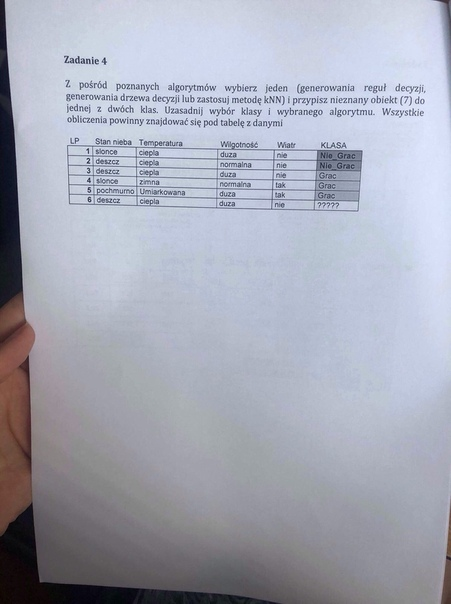 Zadanie 4
Z pośród poznanych algorytmów wybierz jeden (generowania reguł decyzji,
generowania drzewa decyzji lub zastosuj metodę kNN) i przypisz nieznany obiekt (7) do
jednej z dwóch klas. Uzasadnij wybór klasy i wybranego algorytmu. Wszystkie
obliczenia powinny znajdować się pod tabelę z danymi
LP Stan nieba Temperatura Wilgotność Wiatr KLASA
1 slonce ciepla duza nie Nie_Grac
2 deszcz ciepla normalna nie Nie_Grac
3 deszcz ciepla duza nie Grac
4 slonce zimna normalna tak Grac
5 pochmurno Umiarkowana duza tak Grac
6 deszcz ciepla duza nie ?????